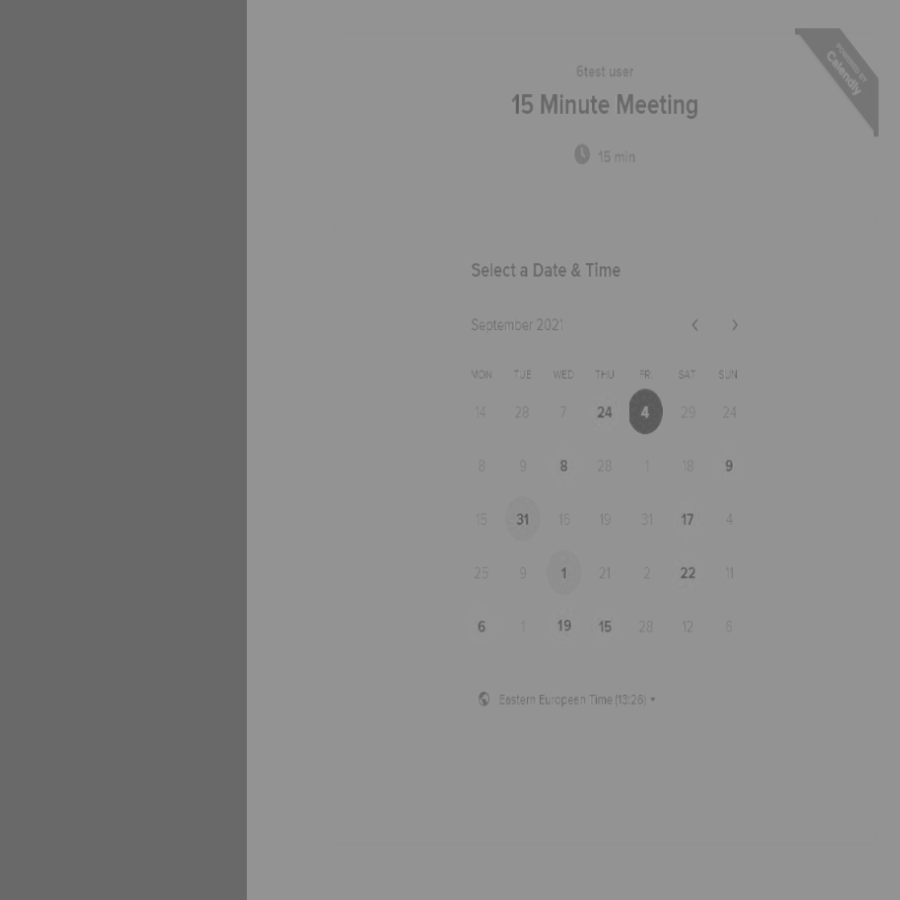 POWERED BY
Calendly
6test user
15 Minute Meeting
15 min
Select a Date & Time
September 2021
MON TUE WED THU FRI SAT SUN
14 28 7 24 4 29 24
8 9 8 28 1 18 9
15 31 19 31 17 4
9 1 21 2 22 11
6 1 19 15 28 12
Eastern European Time (13:26)